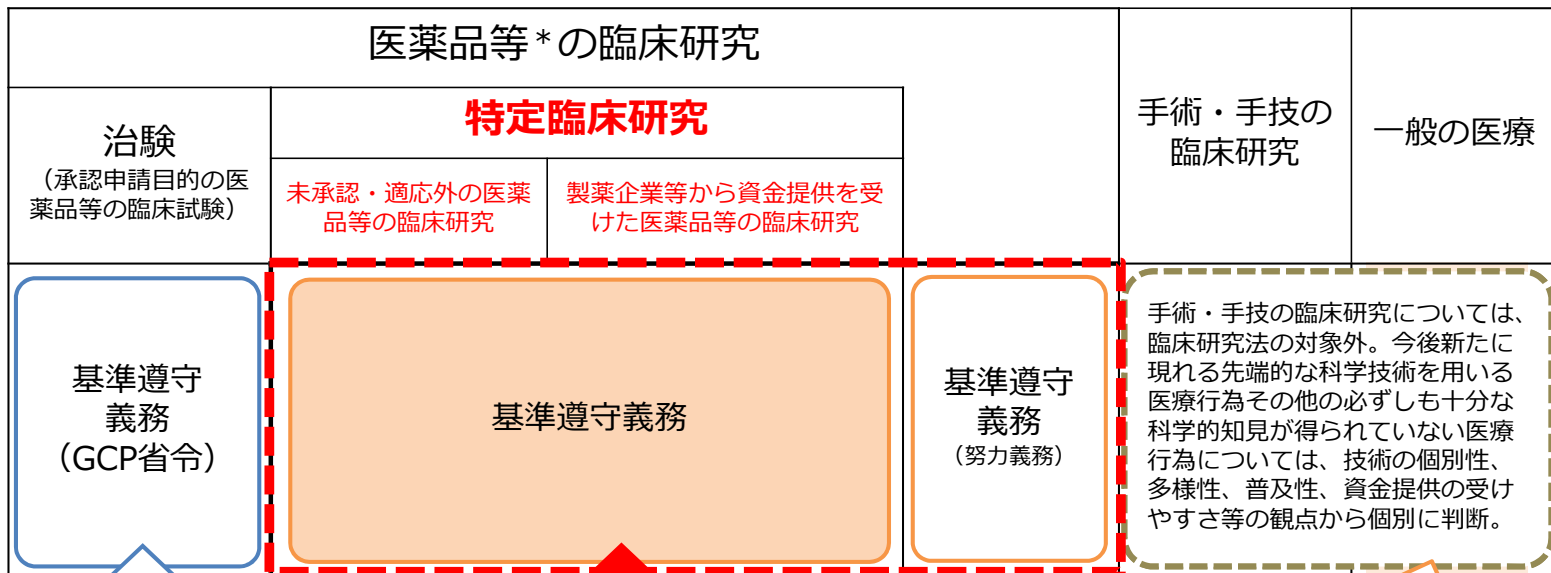 医薬品等*の臨床研究
治験
（承認申請目的の医
薬品等の臨床試験）
特定臨床研究
未承認・適応外の医薬
品等の臨床研究
製薬企業等から資金提供を受
けた医薬品等の臨床研究
手術・手技の
臨床研究
一般の医療
基準遵守
義務
（GCP省令）
基準遵守義務
基準遵守
義務
（努力義務）
手術・手技の臨床研究については、
臨床研究法の対象外。今後新たに
現れる先端的な科学技術を用いる
医療行為その他の必ずしも十分な
科学的知見が得られていない医療
行為については、技術の個別性、
多様性、普及性、資金提供の受け
やすさ等の観点から個別に判断。